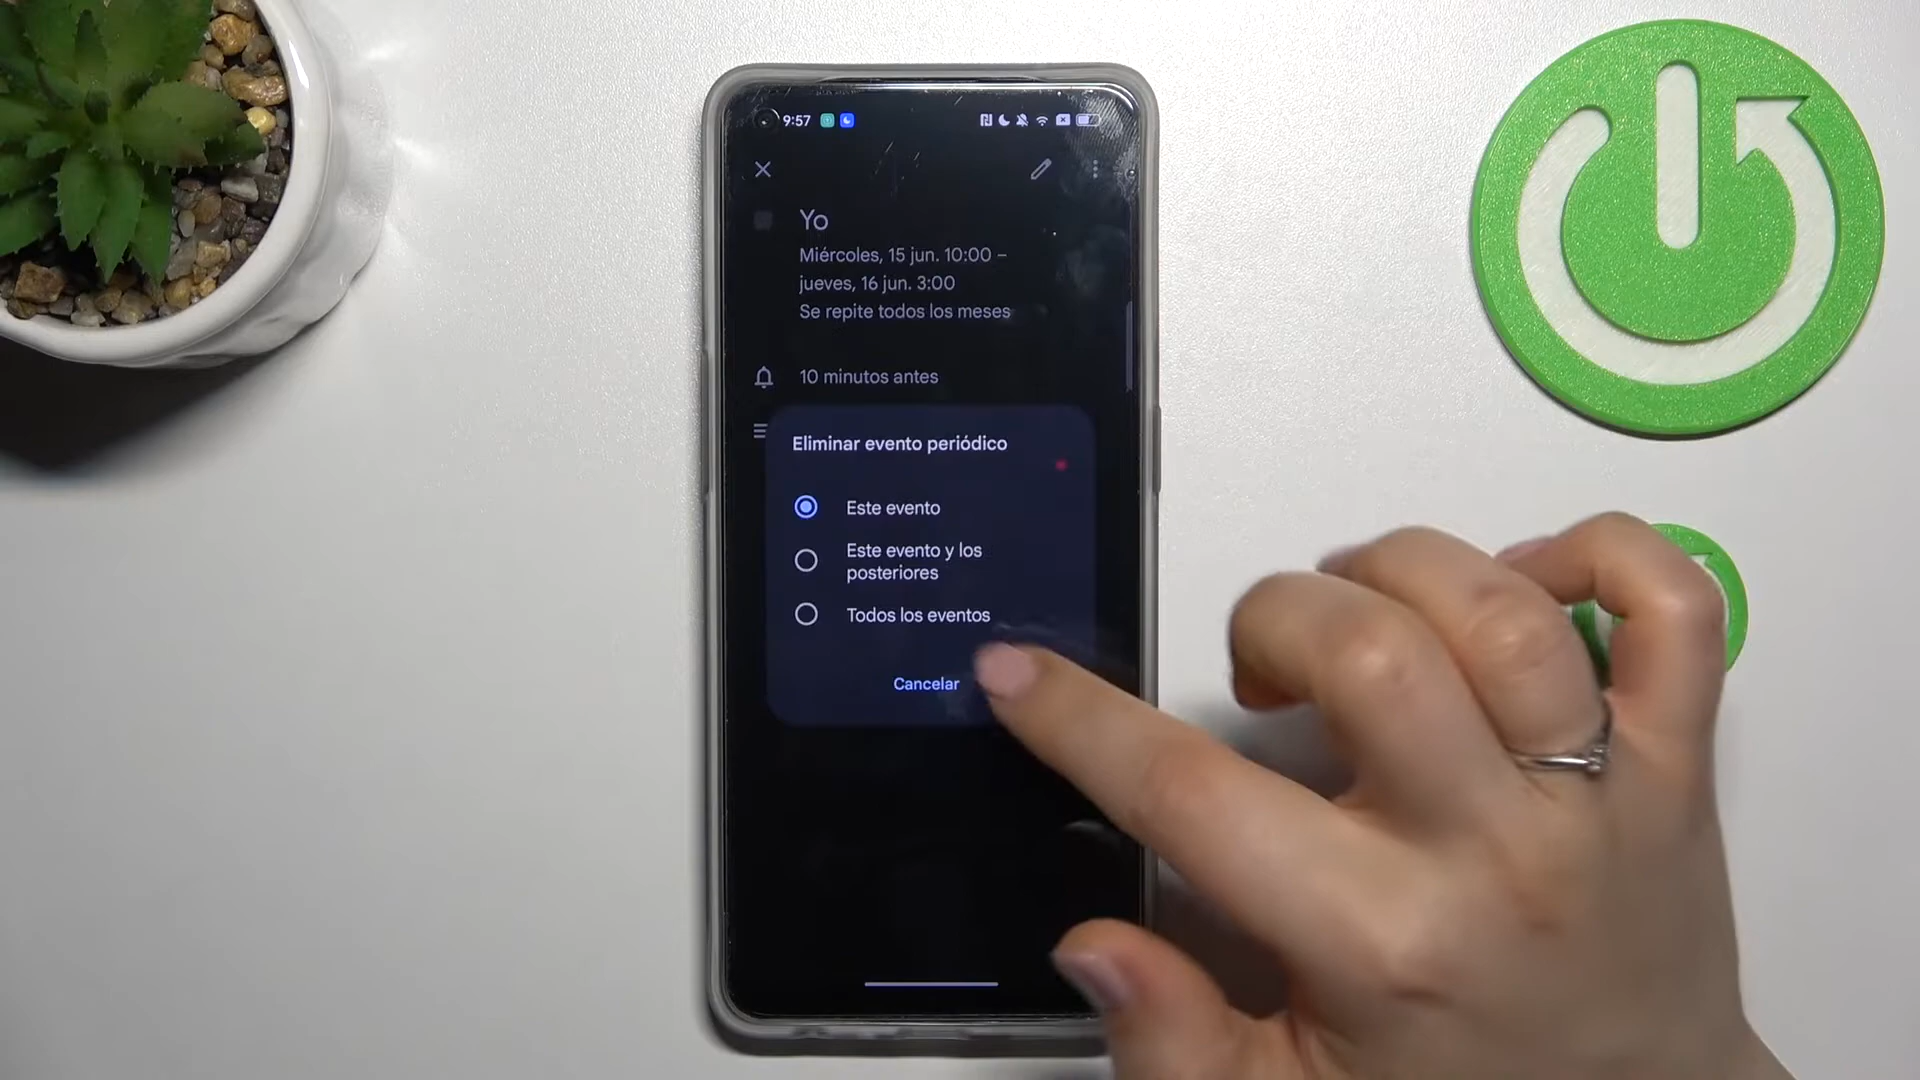 9:57
Yo
Miércoles, 15 jun. 10:00 –
jueves, 16 jun. 3:00
Se repite todos los meses
10 minutos antes
Eliminar evento periódico
Este evento
Este evento y los
posteriores
Todos los eventos
Cancelar